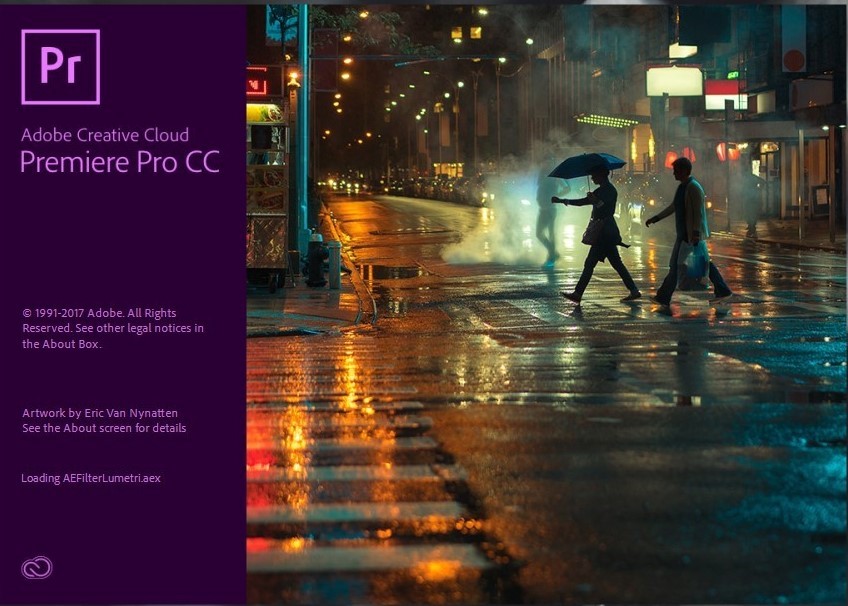 Pr
Adobe Creative Cloud
Premiere Pro CC
© 1991-2017 Adobe. All Rights
Reserved. See other legal notices in
the About Box.
Artwork by Eric Van Nynatten
See the About screen for details
Loading AEFilterLumetri.aex